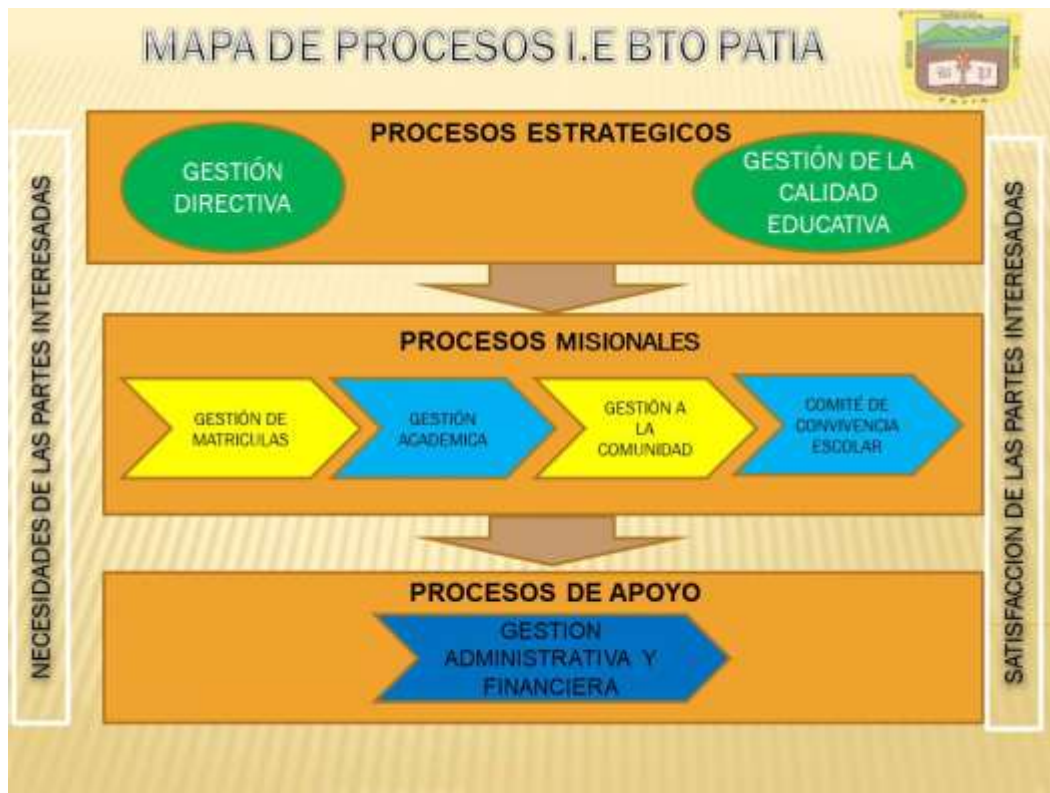 MAPA DE PROCESOS I.E BTO PATIA
NECESIDADES DE LAS PARTES INTERESADAS
PROCESOS ESTRATEGICOS
GESTIÓN
DIRECTIVA
GESTIÓN DE LA
CALIDAD
EDUCATIVA
PROCESOS MISIONALES
GESTIÓN DE
MATRICULAS
GESTIÓN
ACADEMICA
GESTIÓN A
LA
COMUNIDAD
COMITÉ DE
CONVIVENCIA
ESCOLAR
PROCESOS DE APOYO
GESTION
ADMINISTRATIVA Y
FINANCIERA
SATISFACCION DE LAS PARTES INTERESADAS
PATIA